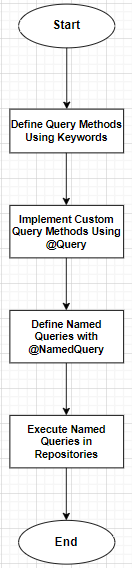 Start
Define Query Methods
Using Keywords
Implement Custom
Query Methods Using
@Query
Define Named
Queries with
@NamedQuery
Execute Named
Queries in
Repositories
End